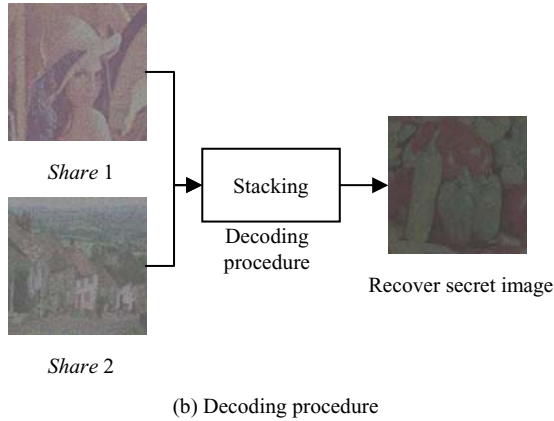 Share 1
Stacking
Decoding
procedure
Recover secret image
Share 2
(b) Decoding procedure